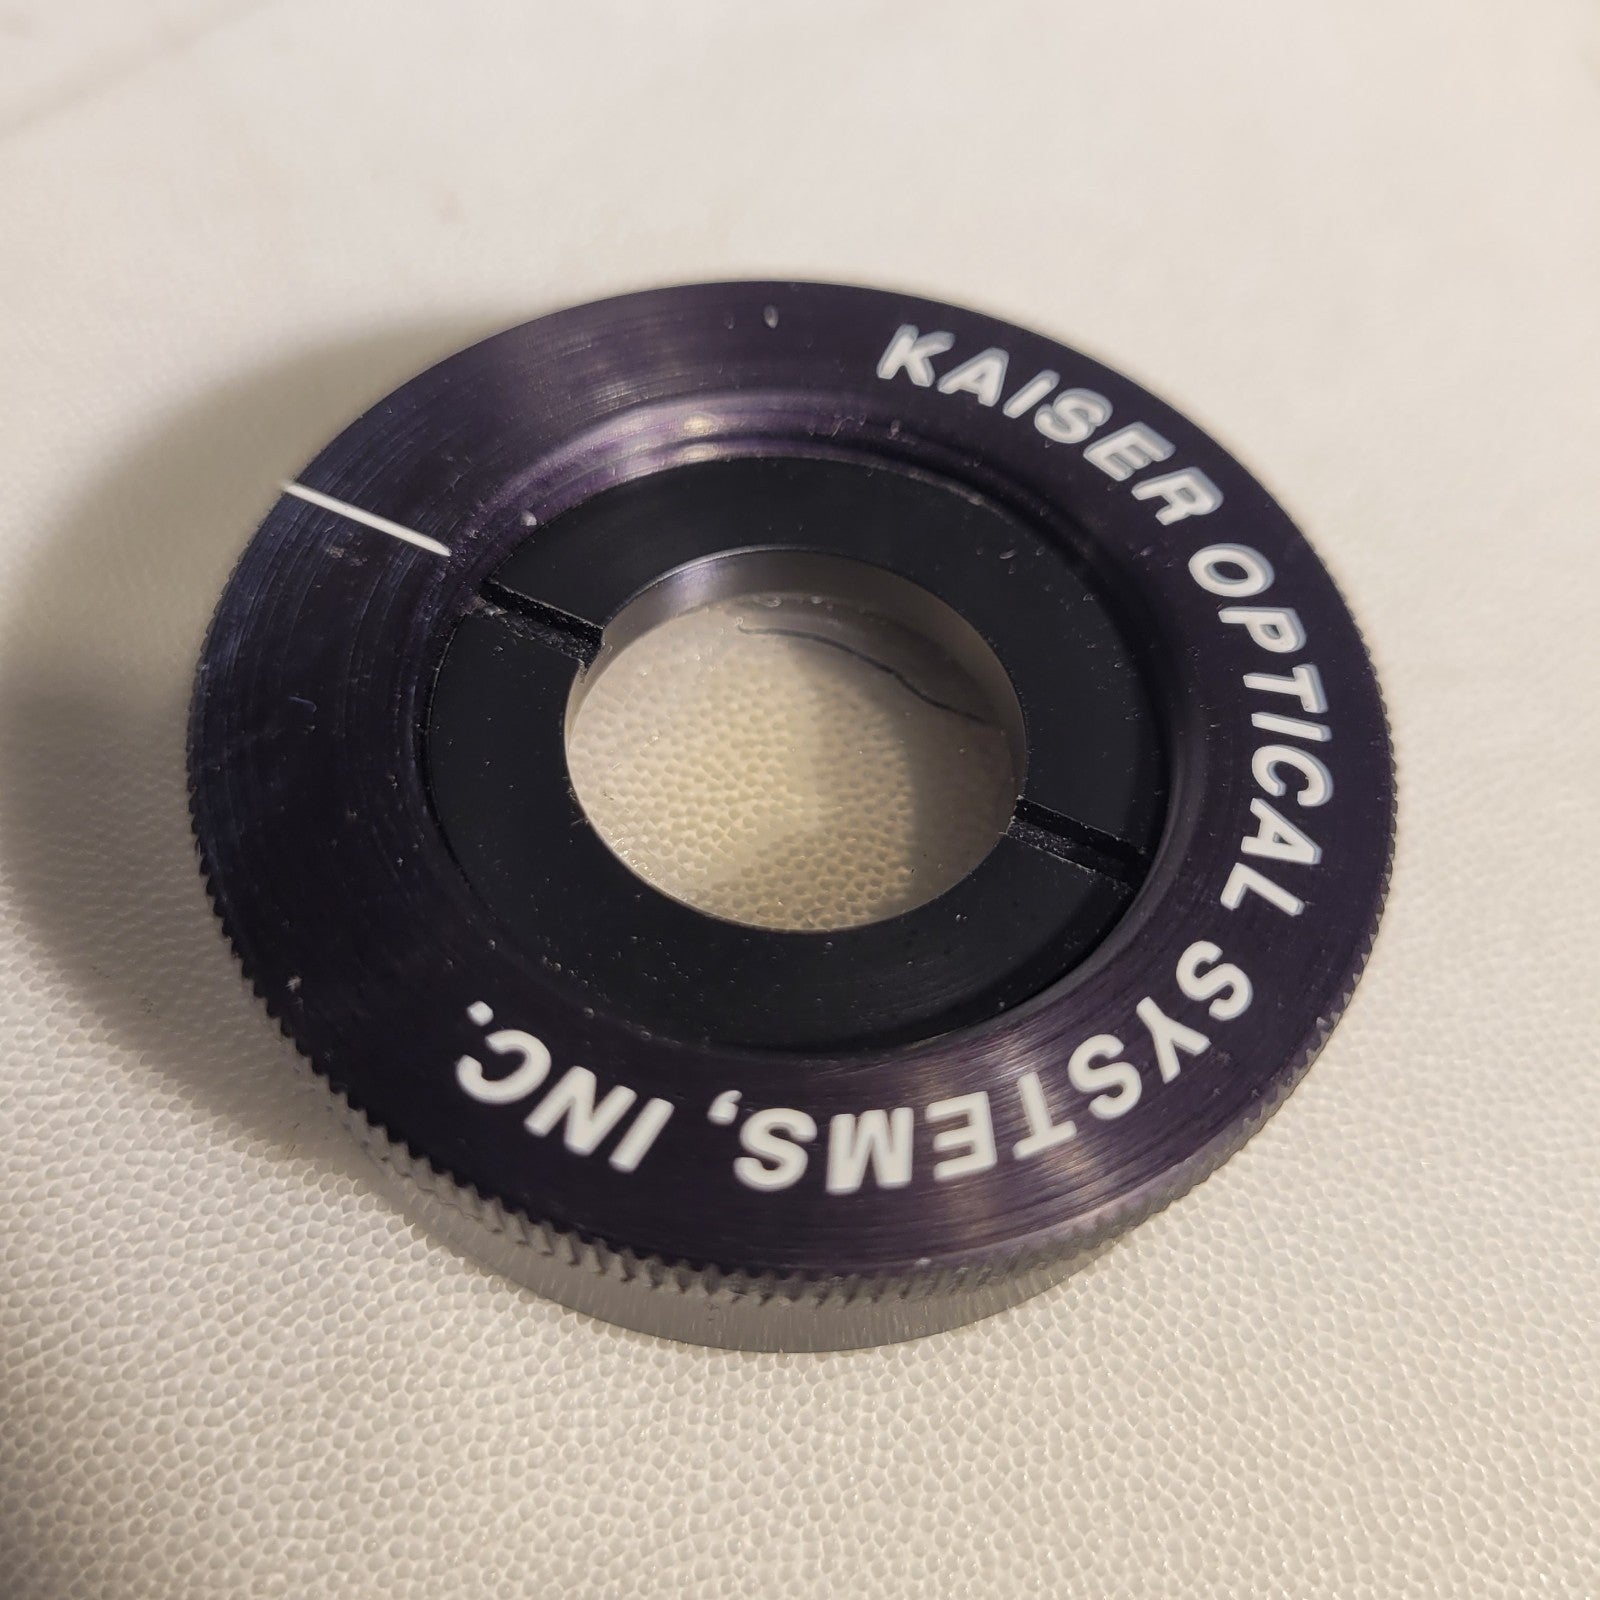 KAISER OPTICAL SYSTEMS, INC.